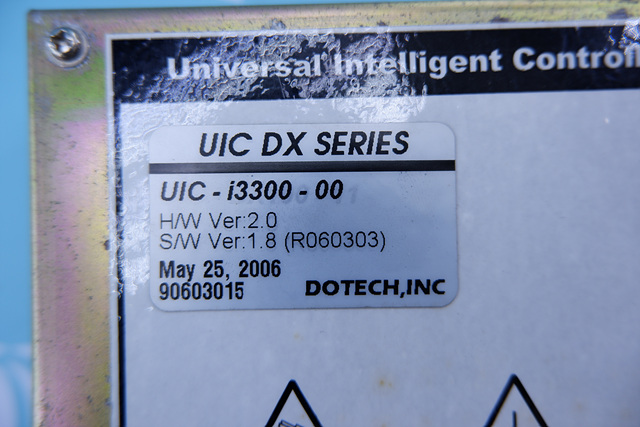 Universal Intelligent Control
UIC DX SERIES
UIC - i3300 - 00
H/W Ver:2.0
S/W Ver:1.8 (R060303)
May 25, 2006
90603015 DOTECH,INC